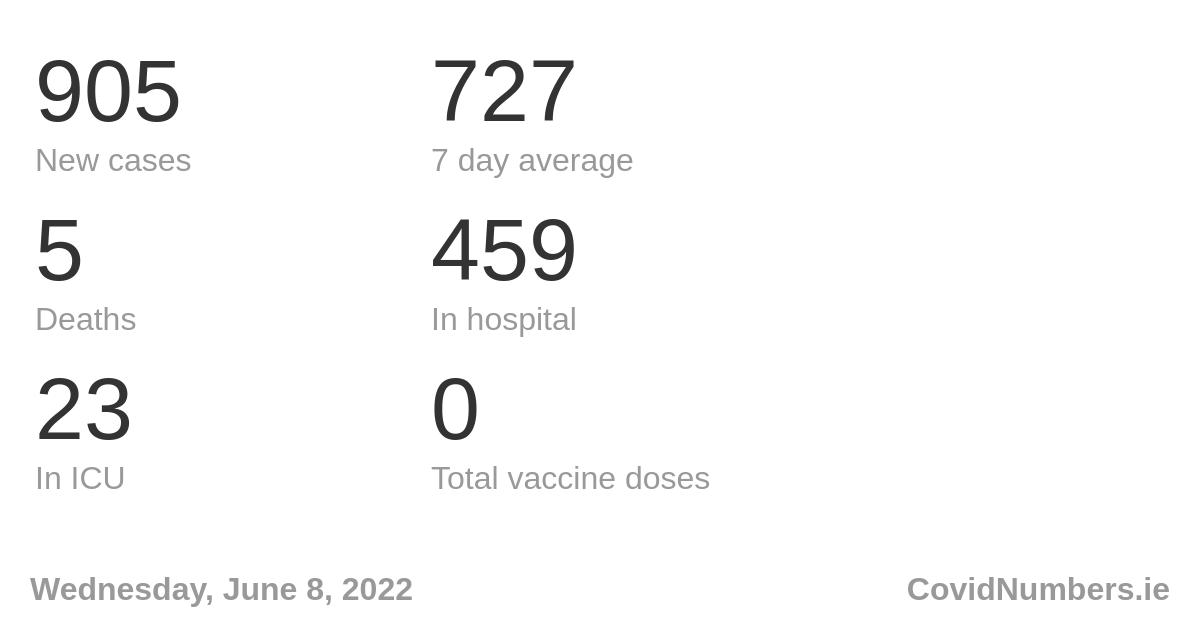 905
New cases
727
7 day average
5
Deaths
459
In hospital
23
In ICU
0
Total vaccine doses
Wednesday, June 8, 2022
CovidNumbers.ie